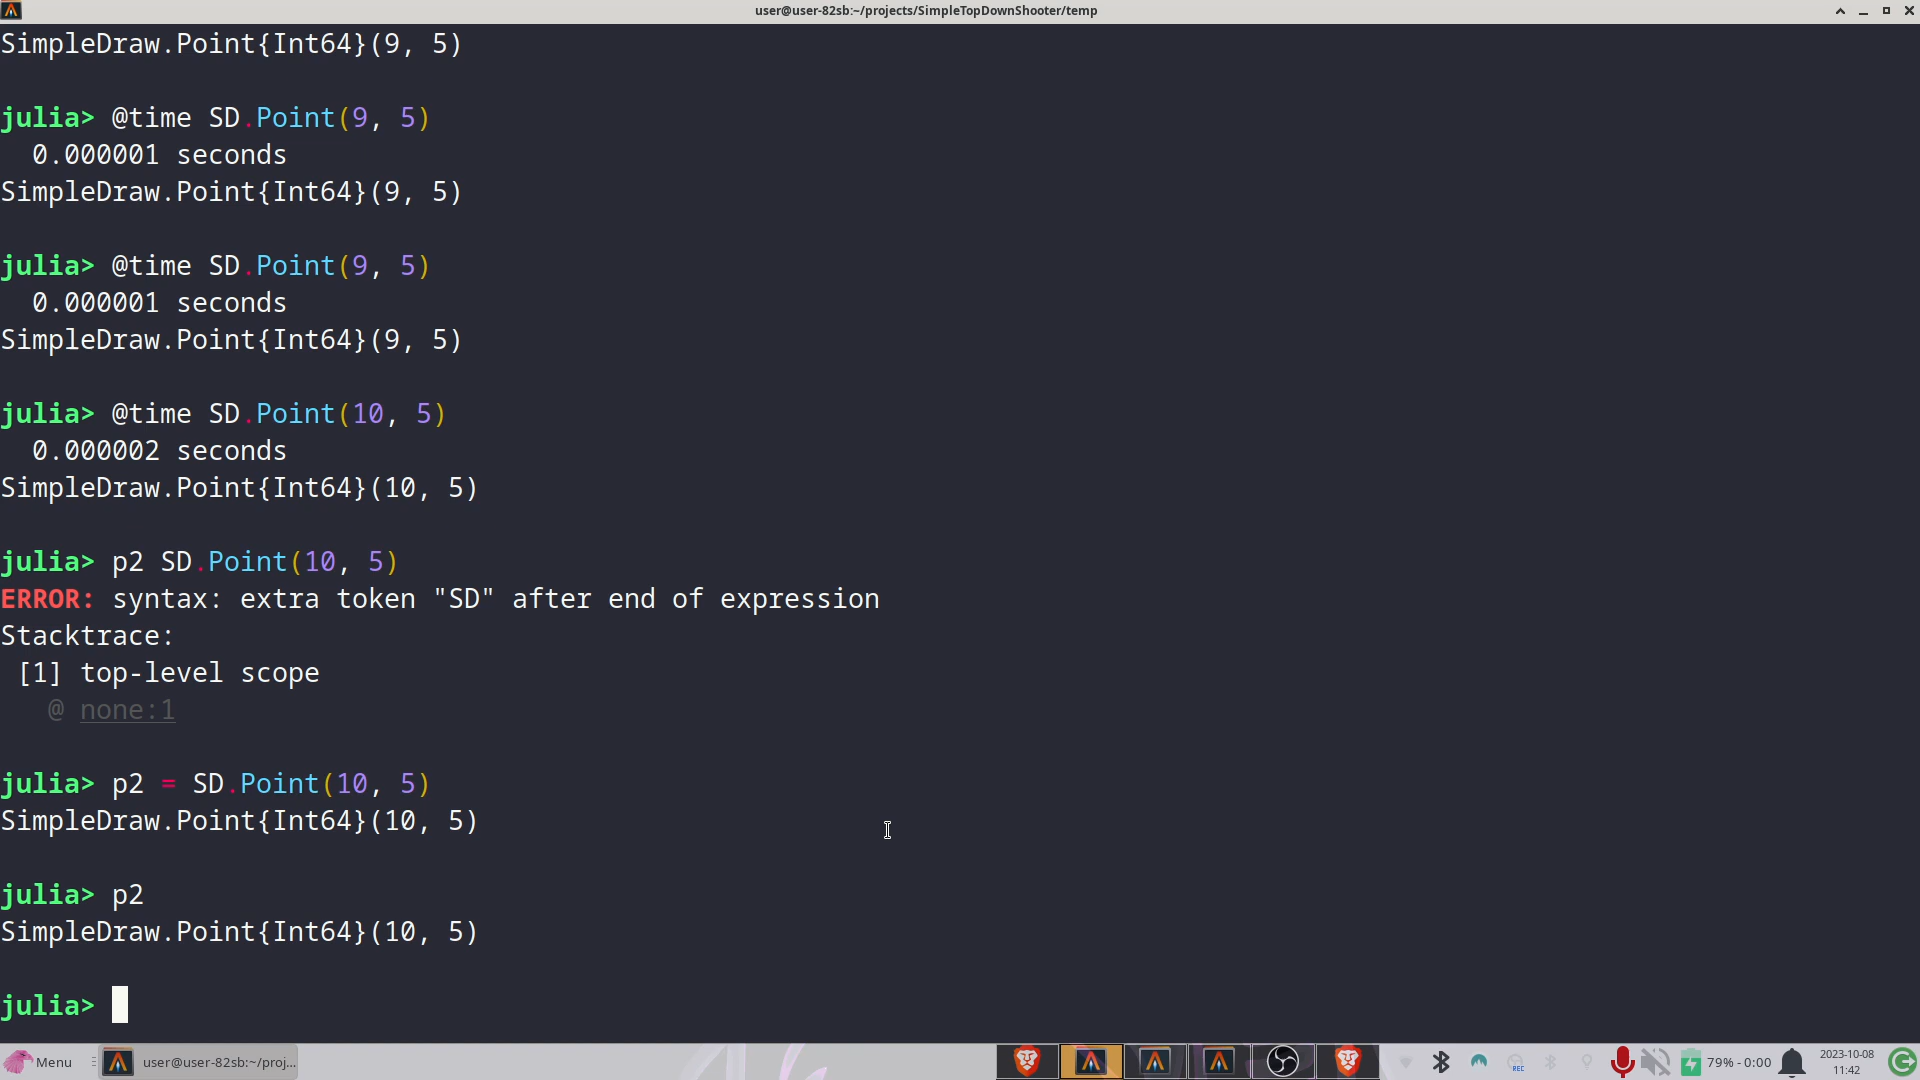 user@user-82sb:~/projects/SimpleTopDownShooter/temp
SimpleDraw.Point{Int64}(9, 5)
julia> @time SD.Point(9, 5)
  0.000001 seconds
SimpleDraw.Point{Int64}(9, 5)
julia> @time SD.Point(9, 5)
  0.000001 seconds
SimpleDraw.Point{Int64}(9, 5)
julia> @time SD.Point(10, 5)
  0.000002 seconds
SimpleDraw.Point{Int64}(10, 5)
julia> p2 SD.Point(10, 5)
ERROR: syntax: extra token "SD" after end of expression
Stacktrace:
 [1] top-level scope
   @ none:1
julia> p2 = SD.Point(10, 5)
SimpleDraw.Point{Int64}(10, 5)
julia> p2
SimpleDraw.Point{Int64}(10, 5)
julia>
Menu user@user-82sb:~/proj... REC 79% - 0:00 2023-10-08
11:42